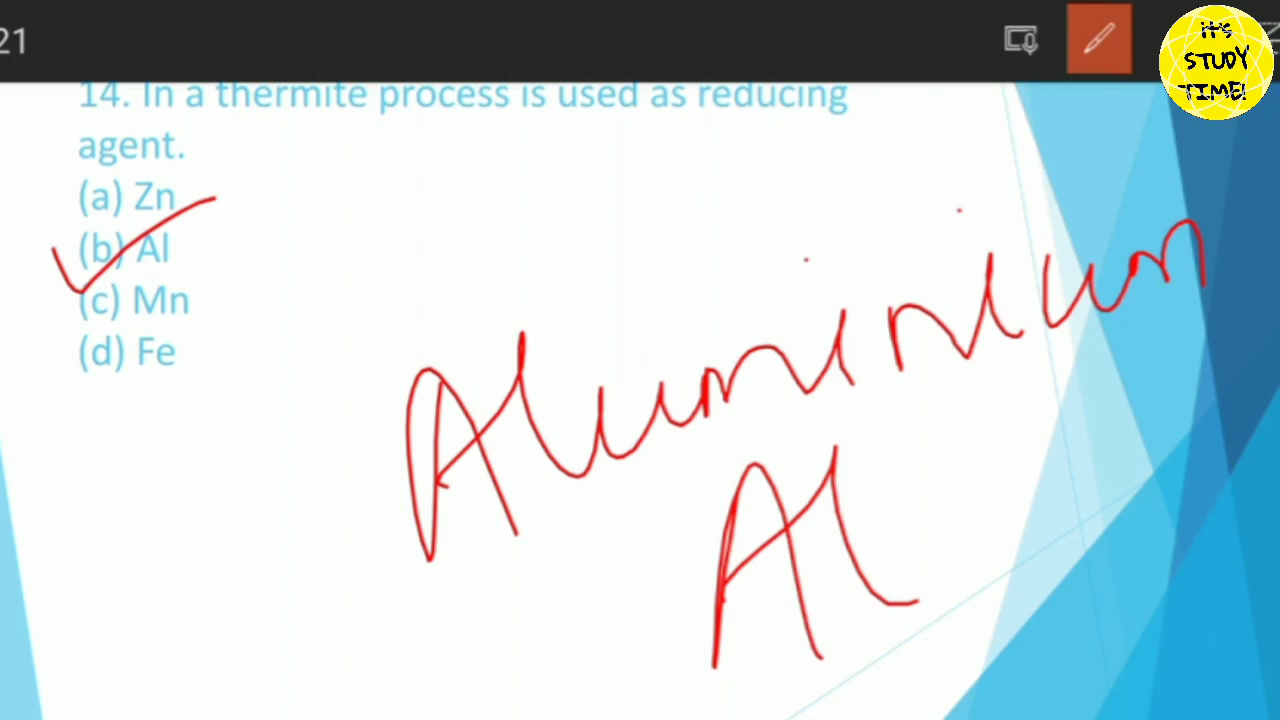 21
IT'S
STUDY
TIME!
14. In a thermite process is used as reducing
agent.
(a) Zn
(b) Al
(c) Mn
(d) Fe
Aluminium
Al